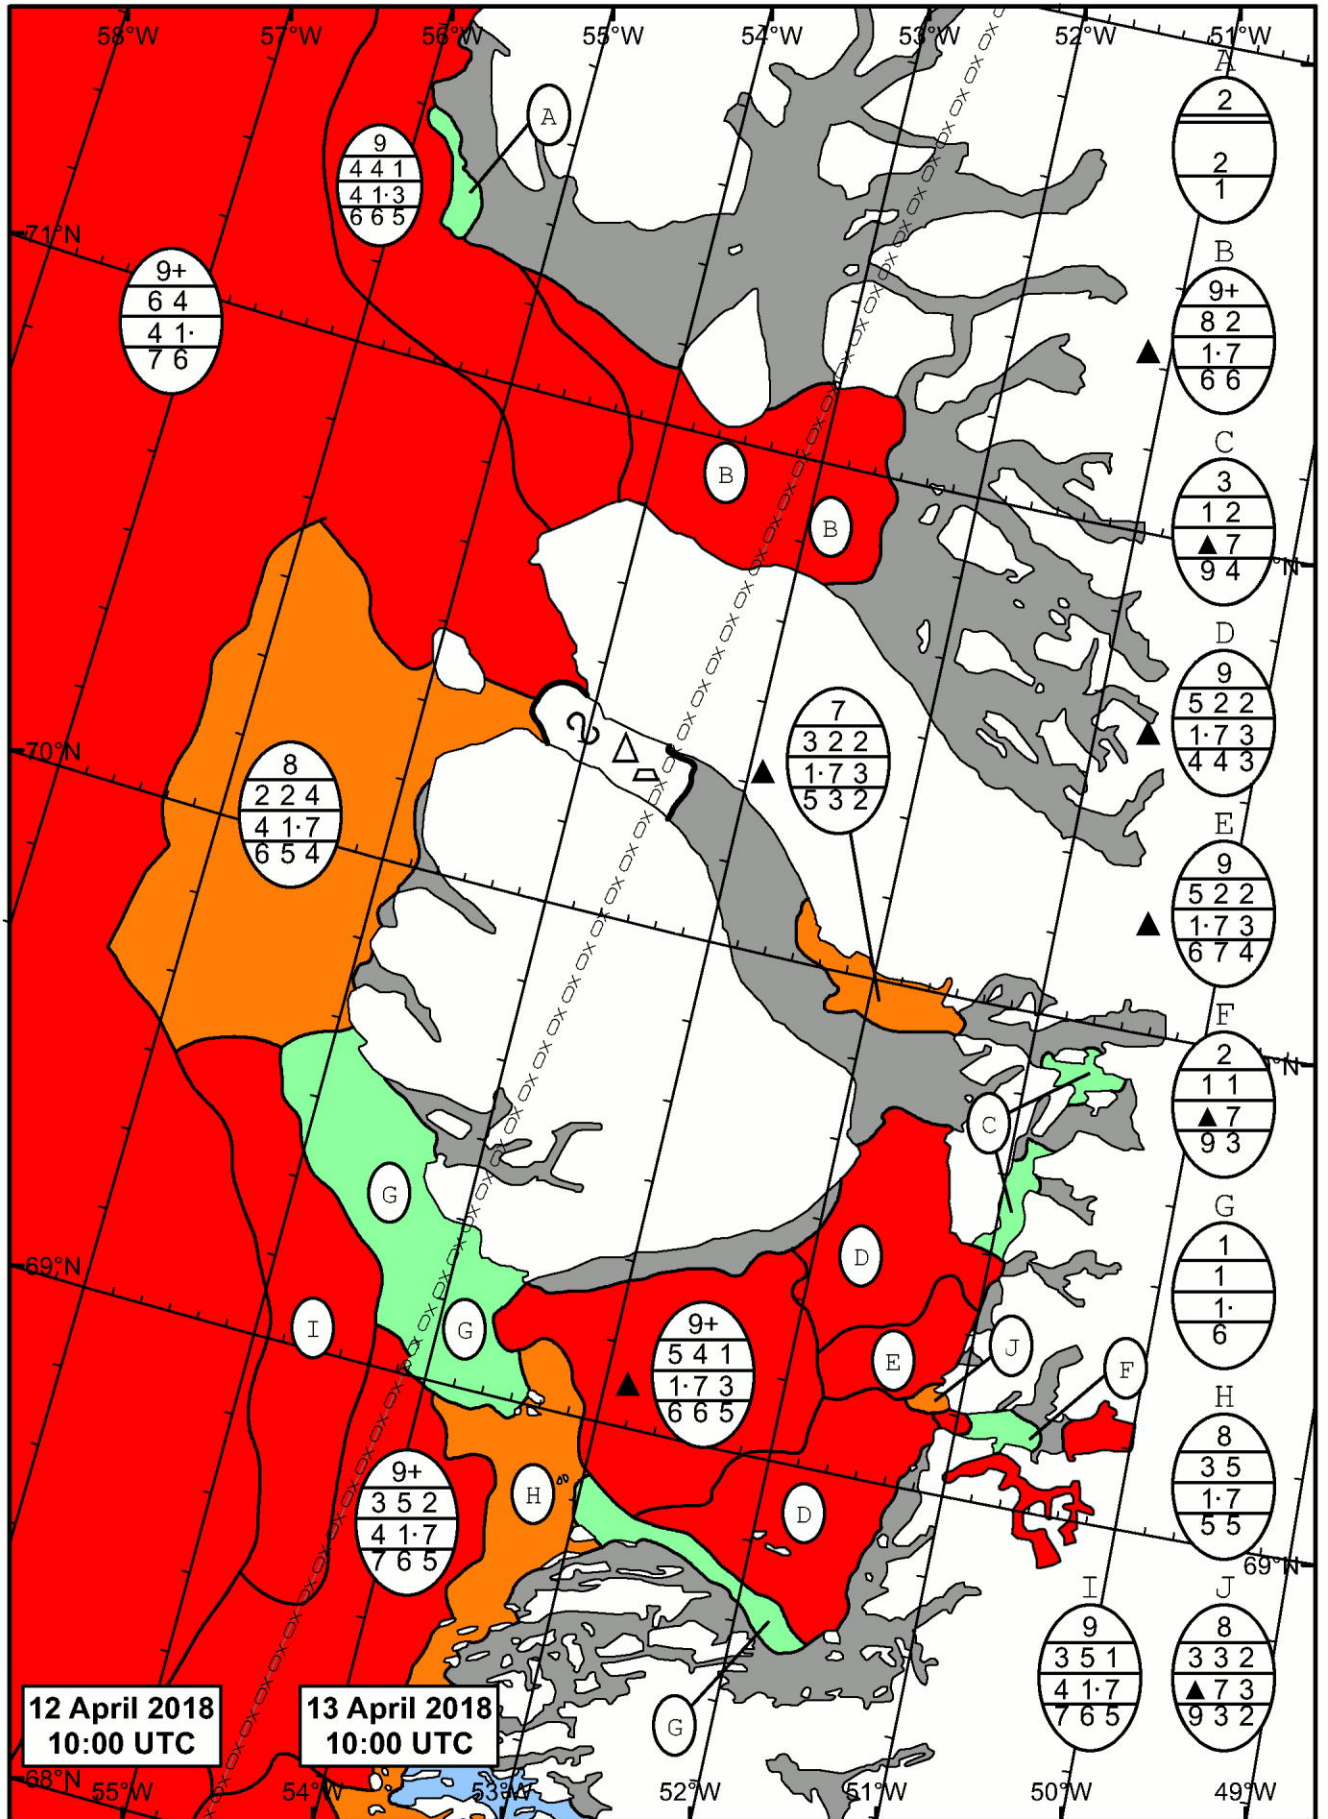 58°W 57°W 56°W 55°W 54°W 53°W 52°W 51°W
A
2
2
1
A
9
4 4 1
4 1· 3
6 6 5
71°N
9+
6 4
4 1·
7 6
B
9+
8 2
1· 7
6 6
B
B
C
3
1 2
▲ 7
9 4
°N
D
9
5 2 2
1· 7 3
4 4 3
7
3 2 2
1· 7 3
5 3 2
70°N
8
2 2 4
4 1· 7
6 5 4
E
9
5 2 2
1· 7 3
6 7 4
F
2
1 1
▲ 7
9 3
°N
C
G
D
G
1
1
1·
6
69°N
I
G
9+
5 4 1
1· 7 3
6 6 5
E
J
F
H
8
3 5
1· 7
5 5
9+
3 5 2
4 1· 7
7 6 5
H
D
69°N
I
9
3 5 1
4 1· 7
7 6 5
J
8
3 3 2
▲ 7 3
9 3 2
G
12 April 2018
10:00 UTC
13 April 2018
10:00 UTC
68°N
55°W 54°W 53°W 52°W 51°W 50°W 49°W